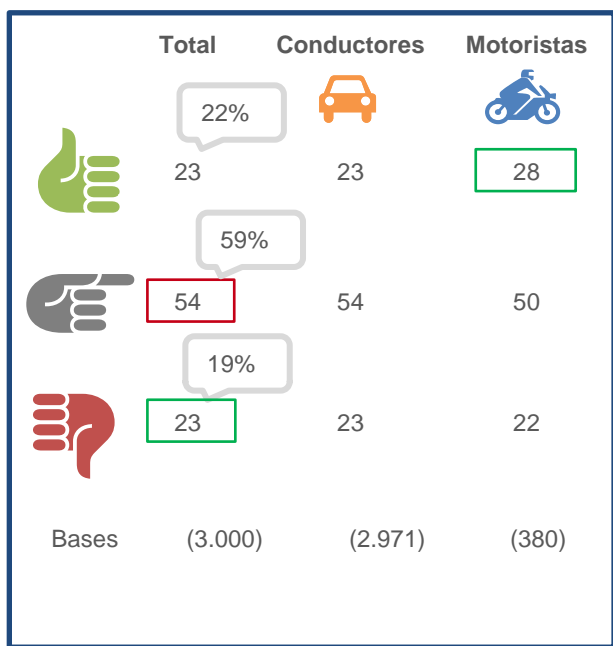 Total Conductores Motoristas
22%
23 23 28
59%
54 54 50
19%
23 23 22
Bases (3.000) (2.971) (380)